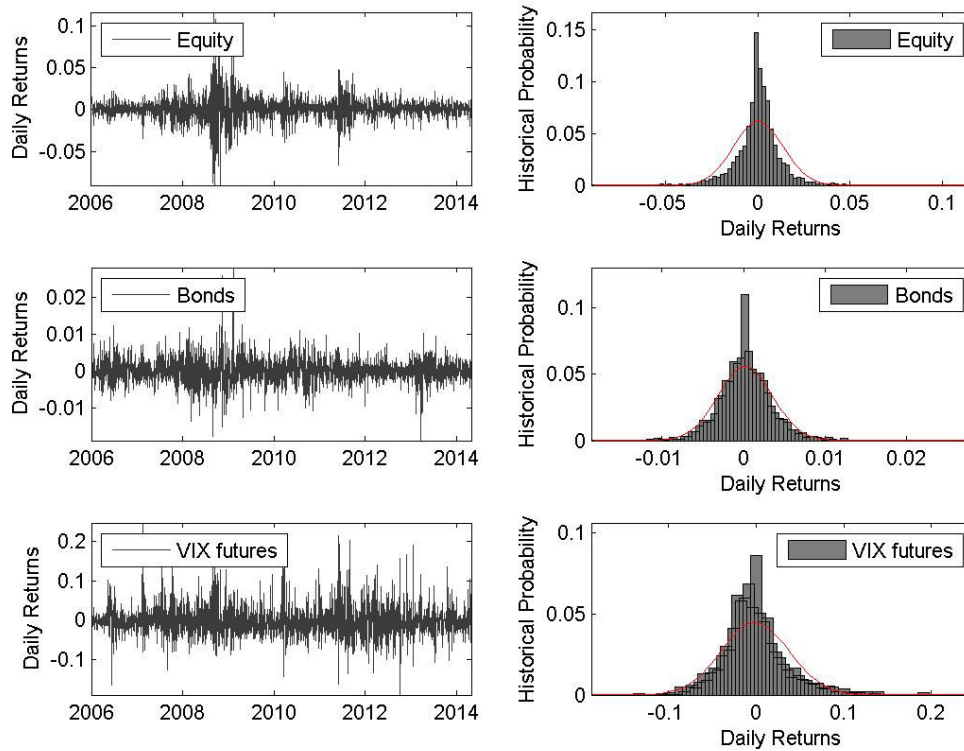 Equity
Daily Returns
0.1
0.05
0
-0.05
2006 2008 2010 2012 2014
Equity
Historical Probability
0.15
0.1
0.05
0
-0.05 0 0.05 0.1
Daily Returns
Bonds
Daily Returns
0.02
0.01
0
-0.01
2006 2008 2010 2012 2014
Bonds
Historical Probability
0.1
0.05
0
-0.01 0 0.01 0.02
Daily Returns
VIX futures
Daily Returns
0.2
0.1
0
-0.1
2006 2008 2010 2012 2014
VIX futures
Historical Probability
0.1
0.05
0
-0.1 0 0.1 0.2
Daily Returns